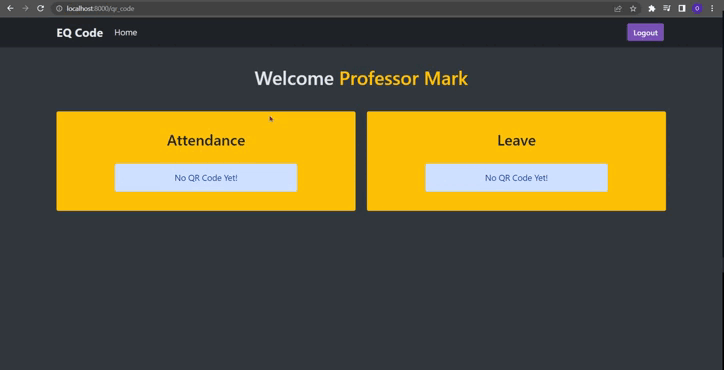 localhost:8000/qr_code
O
EQ Code Home Logout
Welcome Professor Mark
Attendance Leave
No QR Code Yet! No QR Code Yet!